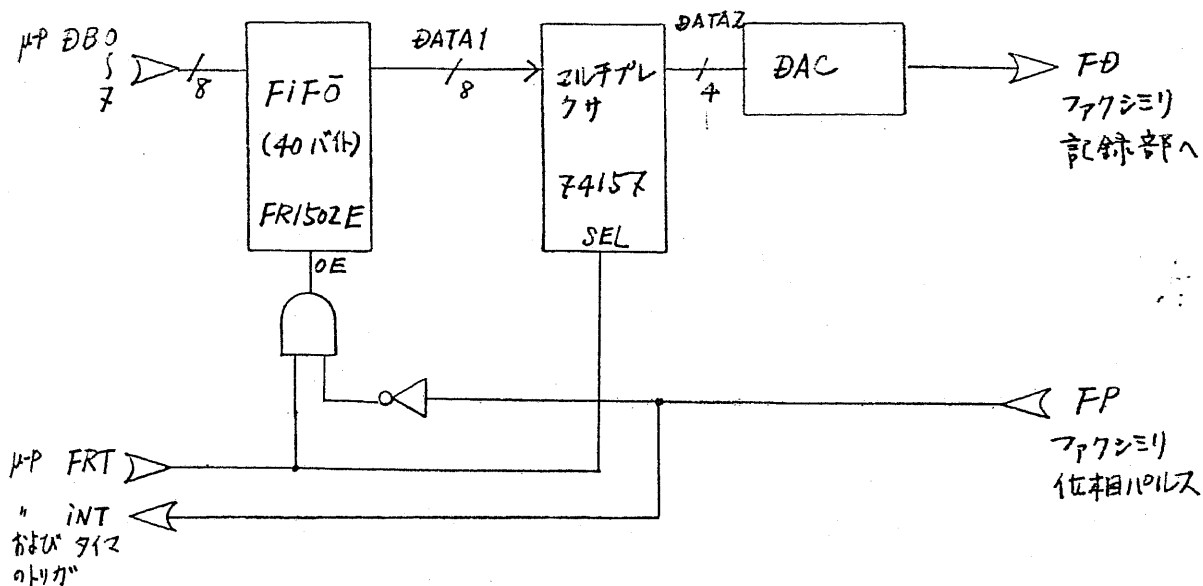 μ-P DB0
〜
7
8
FiFO
(40バイト)
FR1502E
OE
DATA1
8
マルチプレ
クサ
74157
SEL
DATA2
4
DAC
FD
ファクシミリ
記録部へ
FP
ファクシミリ
位相パルス
μ-P FRT
〃 iNT
および タイマ
のトリガ